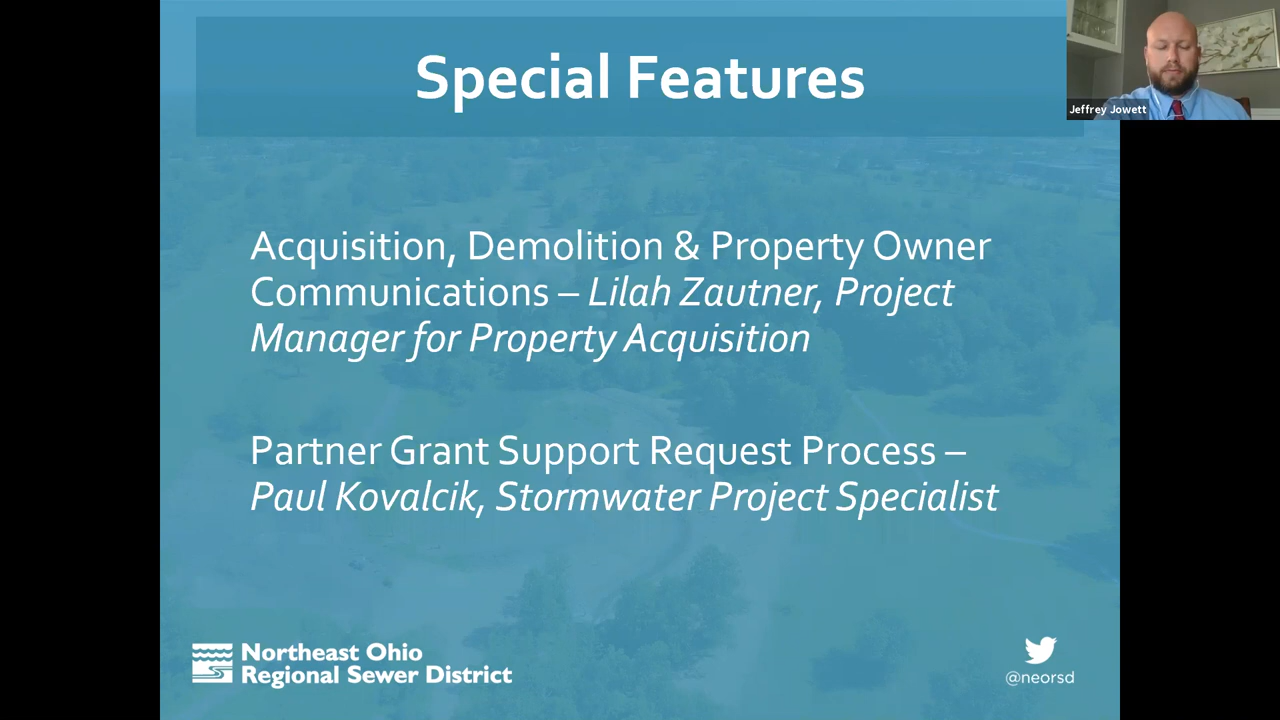 Special Features
Jeffrey Jowett
Acquisition, Demolition & Property Owner
Communications – Lilah Zautner, Project
Manager for Property Acquisition
Partner Grant Support Request Process –
Paul Kovalcik, Stormwater Project Specialist
Northeast Ohio
Regional Sewer District
@neorsd